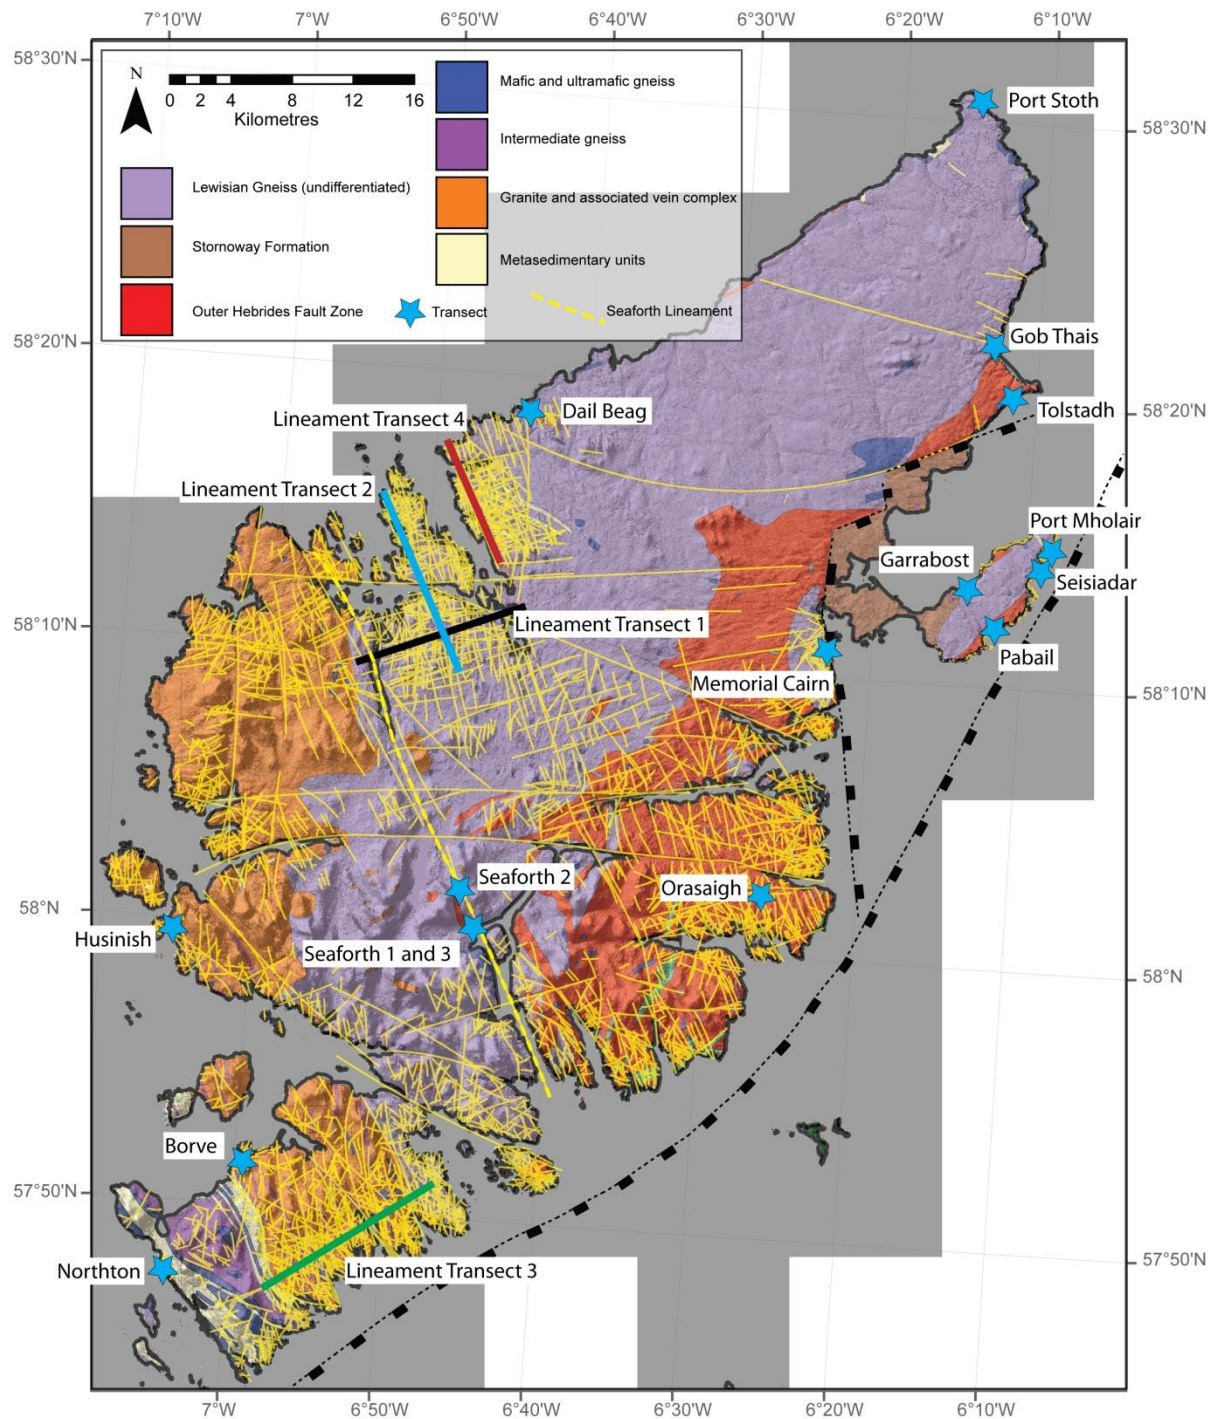 7°10'W 7°0'W 6°50'W 6°40'W 6°30'W 6°20'W 6°10'W
58°30'N
N
0 2 4 8 12 16
Kilometres
Mafic and ultramafic gneiss
Intermediate gneiss
Lewisian Gneiss (undifferentiated)
Granite and associated vein complex
Stornoway Formation
Metasedimentary units
Outer Hebrides Fault Zone
Transect
Seaforth Lineament
Port Stoth
58°30'N
58°20'N
Gob Thais
Tolstadh
58°20'N
Dail Beag
Lineament Transect 4
Lineament Transect 2
Port Mholair
Garrabost
Seisiadar
58°10'N
Lineament Transect 1
Pabail
Memorial Cairn
58°10'N
Seaforth 2
Orasaigh
58°N
Husinish
Seaforth 1 and 3
58°N
Borve
57°50'N
Northton
Lineament Transect 3
57°50'N
7°0'W 6°50'W 6°40'W 6°30'W 6°20'W 6°10'W